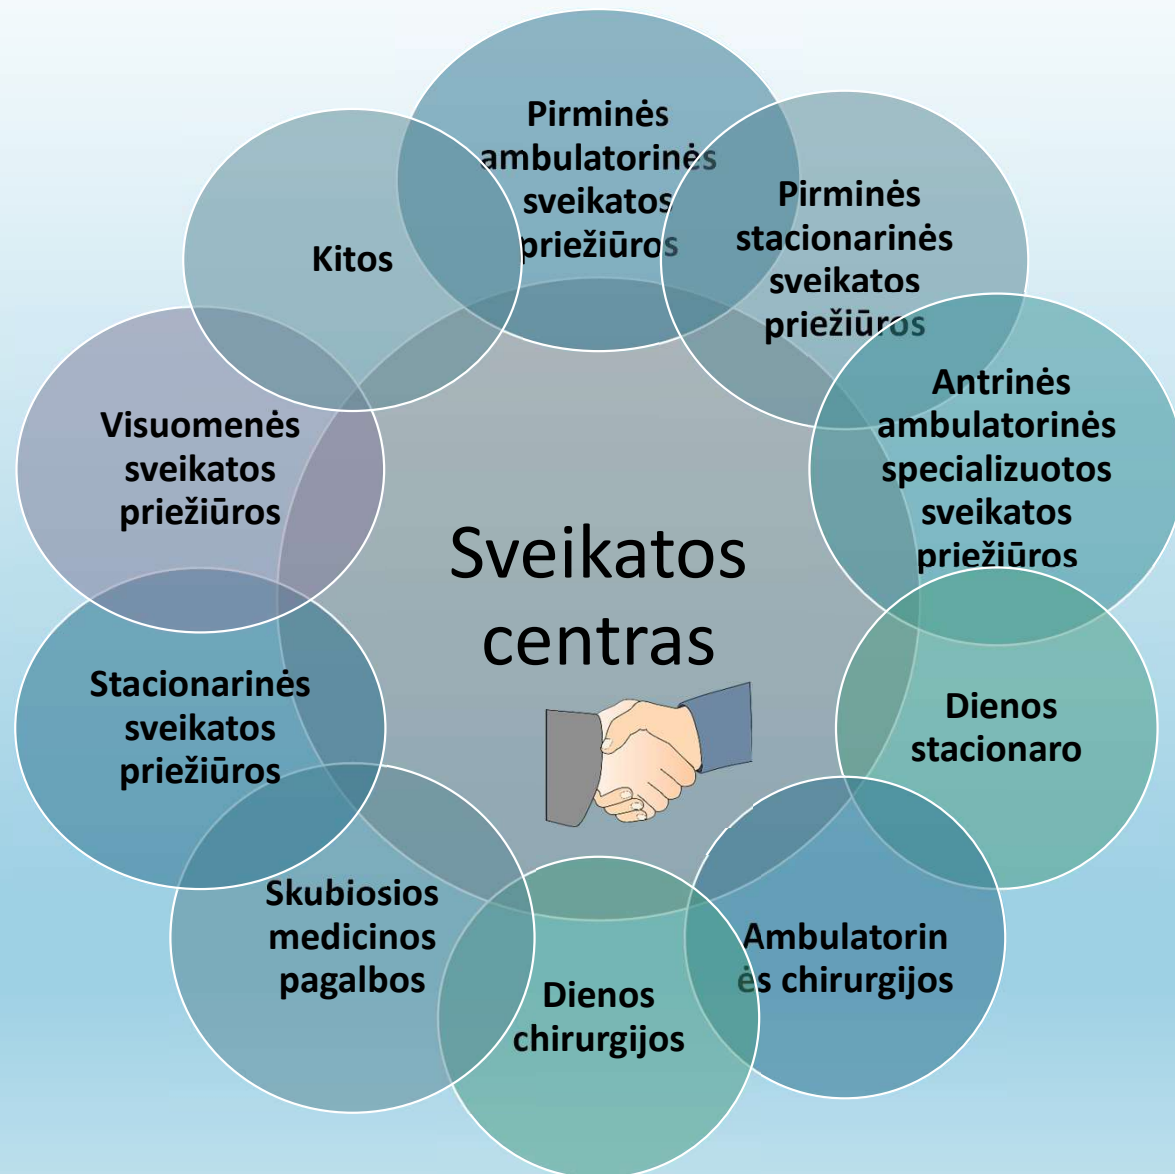 Pirminės
ambulatorinės
sveikatos
priežiūros
Pirminės
stacionarinės
sveikatos
priežiūros
Antrinės
ambulatorinės
specializuotos
sveikatos
priežiūros
Dienos
stacionaro
Ambulatorin
ės chirurgijos
Dienos
chirurgijos
Skubiosios
medicinos
pagalbos
Stacionarinės
sveikatos
priežiūros
Visuomenės
sveikatos
priežiūros
Kitos
Sveikatos
centras